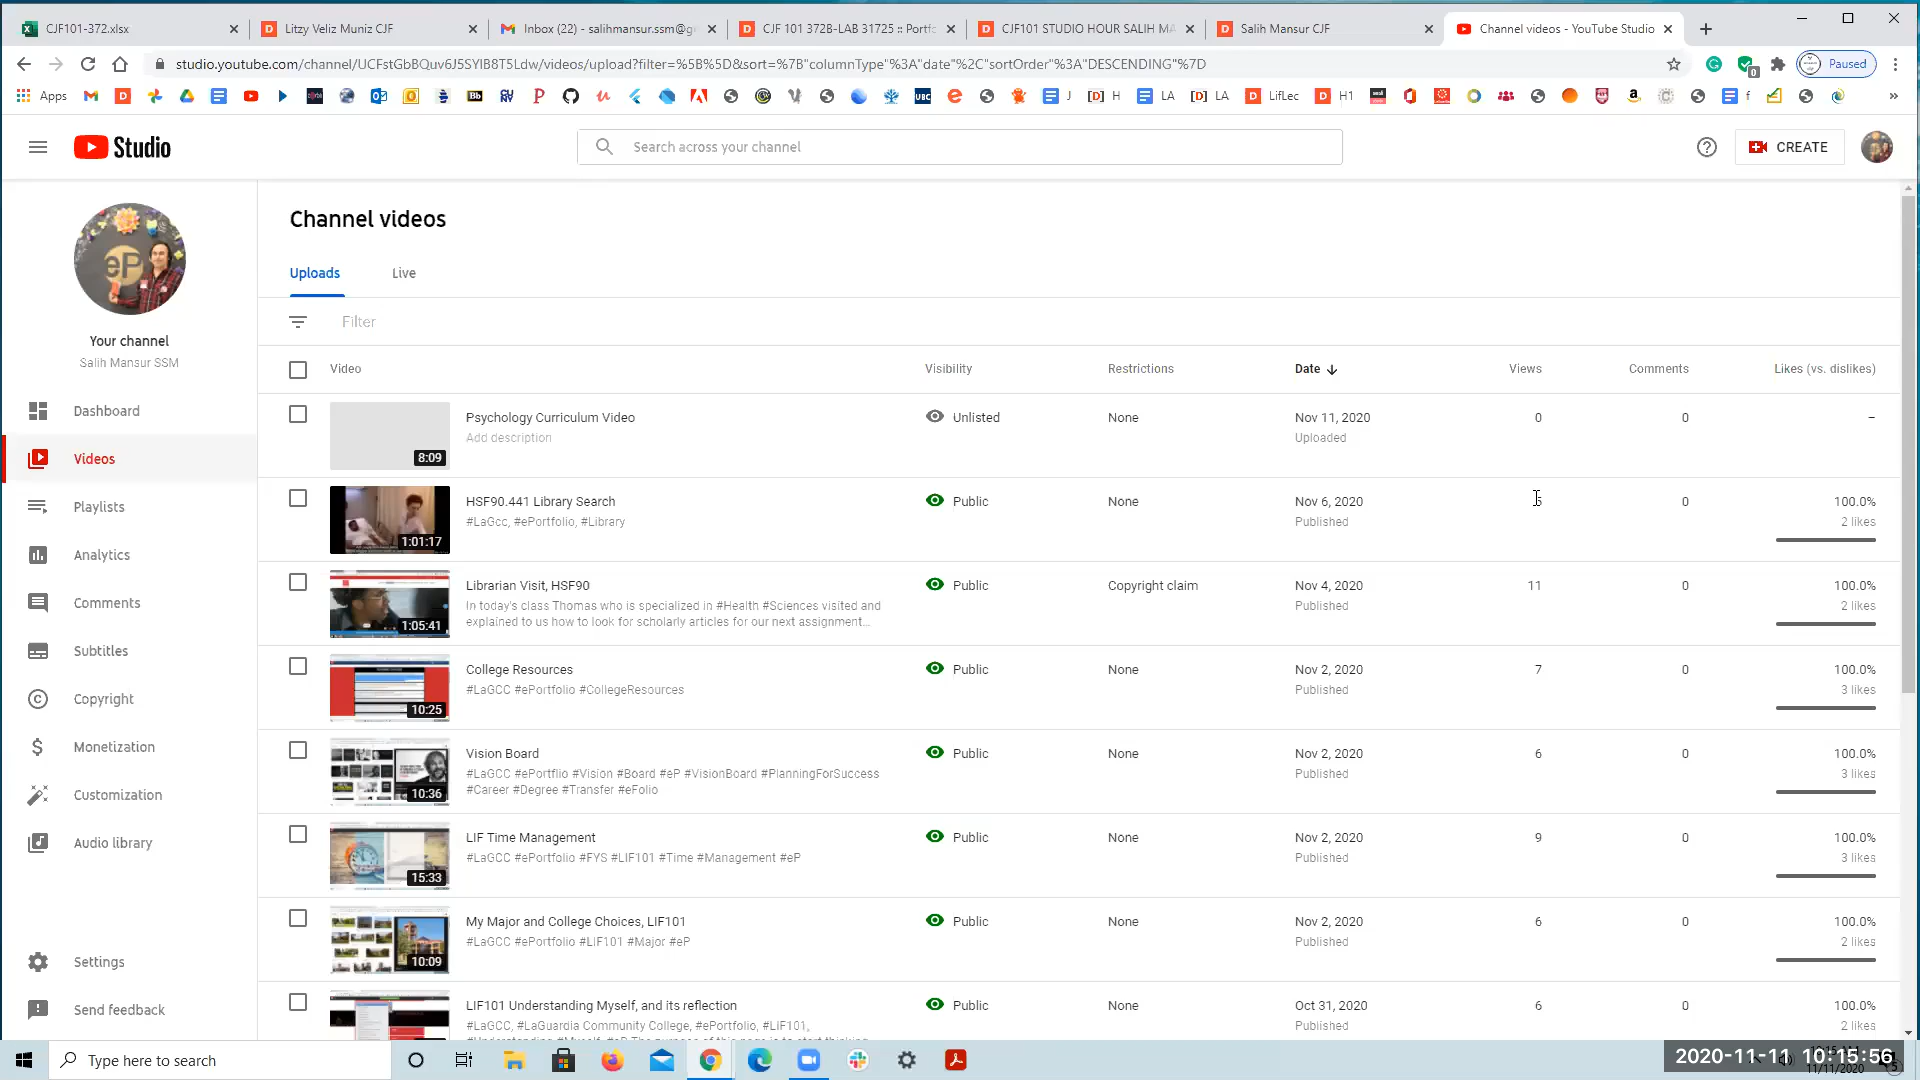 CJF101-372.xlsx
Litzy Veliz Muniz CJF
Inbox (22) - salihmansur.ssm@g
CJF 101 372B-LAB 31725 :: Portfo
CJF101 STUDIO HOUR SALIH MA
Salih Mansur CJF
Channel videos - YouTube Studio
studio.youtube.com/channel/UCFstGbBQuv6J5SYIB8T5Ldw/videos/upload?filter=%5B%5D&sort=%7B"columnType"%3A"date"%2C"sortOrder"%3A"DESCENDING"%7D
Paused
Apps
J
H
LA
LA
LifLec
H1
f
Studio
Search across your channel
CREATE
Channel videos
Uploads
Live
Filter
Your channel
Salih Mansur SSM
Dashboard
Videos
Playlists
Analytics
Comments
Subtitles
Copyright
Monetization
Customization
Audio library
Settings
Send feedback
Video Visibility Restrictions Date Views Comments Likes (vs. dislikes)
Psychology Curriculum Video Unlisted None Nov 11, 2020 0 0 –
Add description Uploaded
8:09
HSF90.441 Library Search Public None Nov 6, 2020 0 100.0%
#LaGcc, #ePortfolio, #Library Published 2 likes
1:01:17
Librarian Visit, HSF90 Public Copyright claim Nov 4, 2020 11 0 100.0%
In today's class Thomas who is specialized in #Health #Sciences visited and Published 2 likes
explained to us how to look for scholarly articles for our next assignment...
1:05:41
College Resources Public None Nov 2, 2020 7 0 100.0%
#LaGCC #ePortfolio #CollegeResources Published 3 likes
10:25
Vision Board Public None Nov 2, 2020 6 0 100.0%
#LaGCC #ePortflio #Vision #Board #eP #VisionBoard #PlanningForSuccess Published 3 likes
#Career #Degree #Transfer #eFolio
10:36
LIF Time Management Public None Nov 2, 2020 9 0 100.0%
#LaGCC #ePortfolio #FYS #LIF101 #Time #Management #eP Published 3 likes
15:33
My Major and College Choices, LIF101 Public None Nov 2, 2020 6 0 100.0%
#LaGCC #ePortfolio #LIF101 #Major #eP Published 2 likes
10:09
LIF101 Understanding Myself, and its reflection Public None Oct 31, 2020 6 0 100.0%
#LaGCC, #LaGuardia Community College, #ePortfolio, #LIF101, Published 2 likes
Type here to search
2020-11-11 10:15:56
11/11/2020